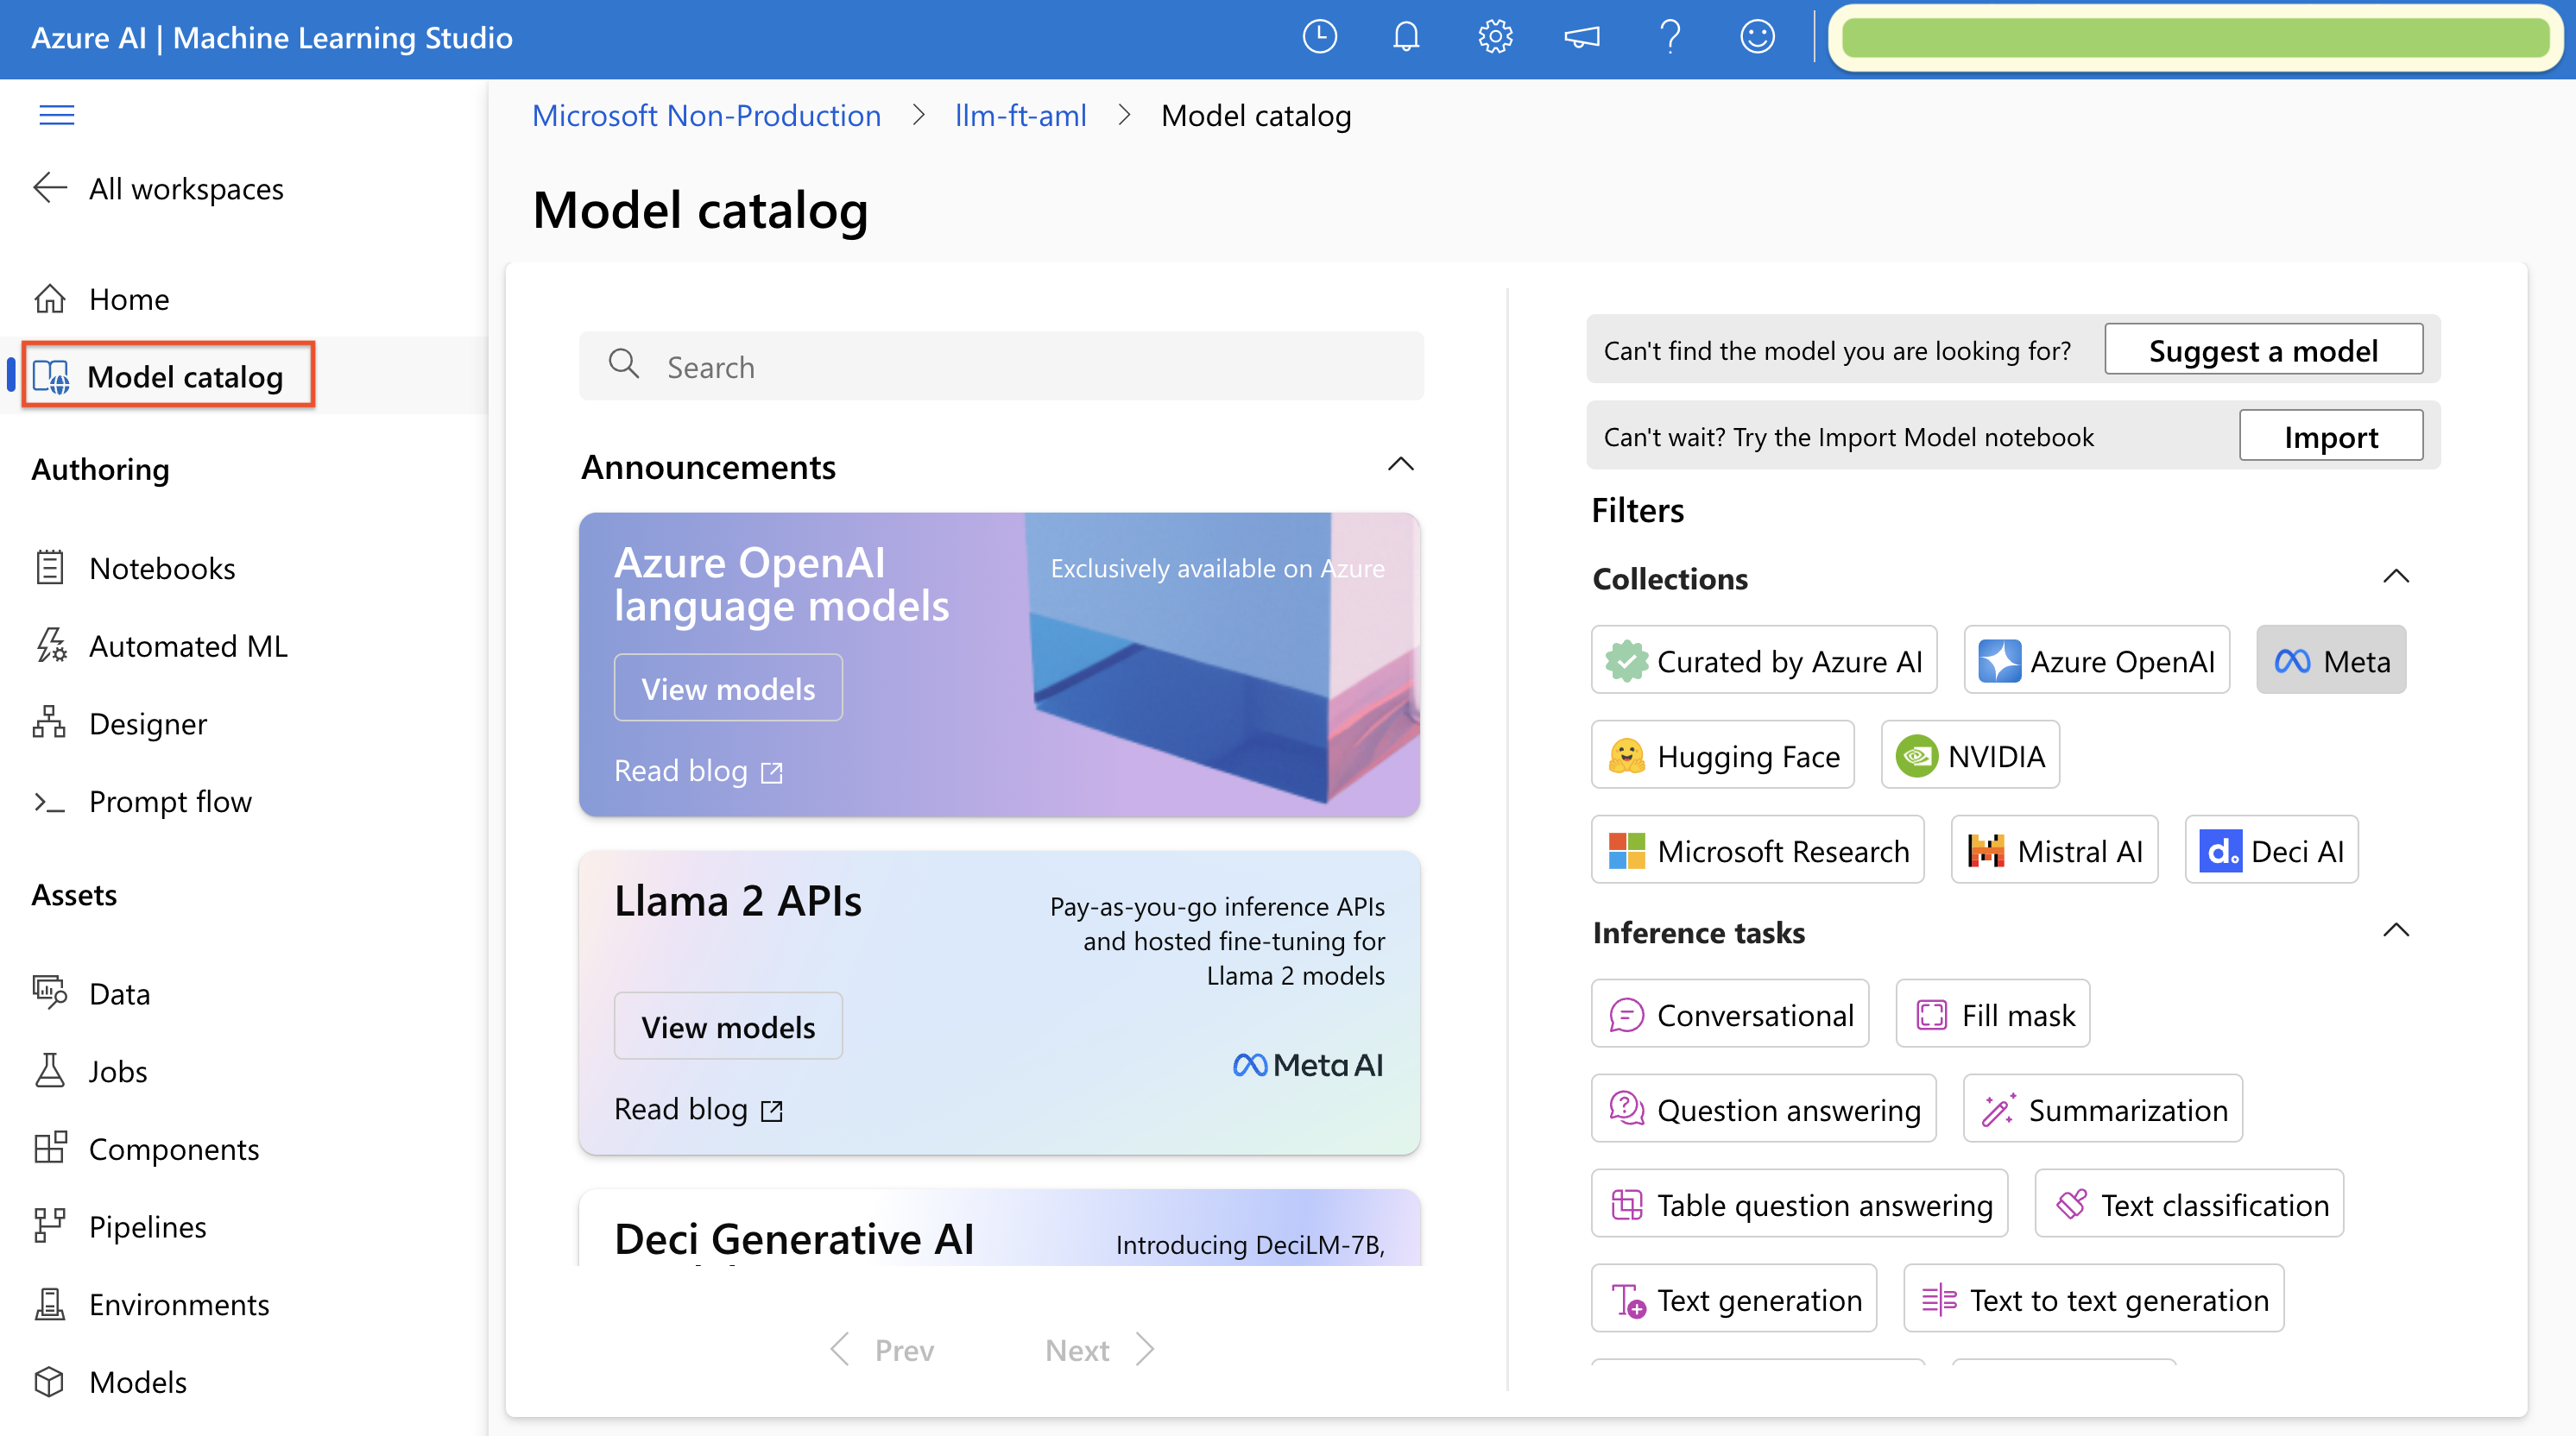 Azure AI | Machine Learning Studio
Microsoft Non-Production > llm-ft-aml > Model catalog
All workspaces
Home
Model catalog
Authoring
Notebooks
Automated ML
Designer
Prompt flow
Assets
Data
Jobs
Components
Pipelines
Environments
Models
Model catalog
Search
Announcements
Azure OpenAI
language models
Exclusively available on Azure
View models
Read blog
Llama 2 APIs
Pay-as-you-go inference APIs
and hosted fine-tuning for
Llama 2 models
View models
Meta AI
Read blog
Deci Generative AI
Introducing DeciLM-7B,
Prev
Next
Can't find the model you are looking for?
Suggest a model
Can't wait? Try the Import Model notebook
Import
Filters
Collections
Curated by Azure AI
Azure OpenAI
Meta
Hugging Face
NVIDIA
Microsoft Research
Mistral AI
d. Deci AI
Inference tasks
Conversational
Fill mask
Question answering
Summarization
Table question answering
Text classification
Text generation
Text to text generation